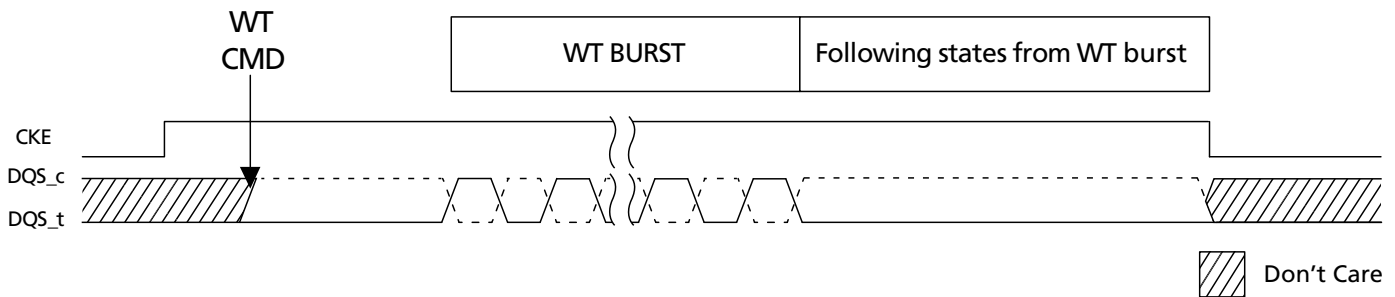 WT
CMD
WT BURST
Following states from WT burst
CKE
DQS_c
DQS_t
Don't Care